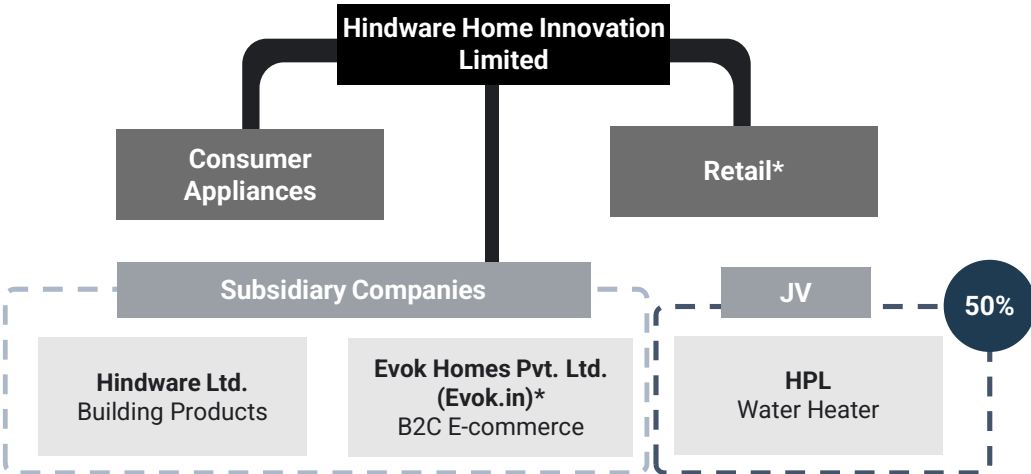 Hindware Home Innovation
Limited
Consumer
Appliances
Retail*
Subsidiary Companies
JV
50%
Hindware Ltd.
Building Products
Evok Homes Pvt. Ltd.
(Evok.in)*
B2C E-commerce
HPL
Water Heater